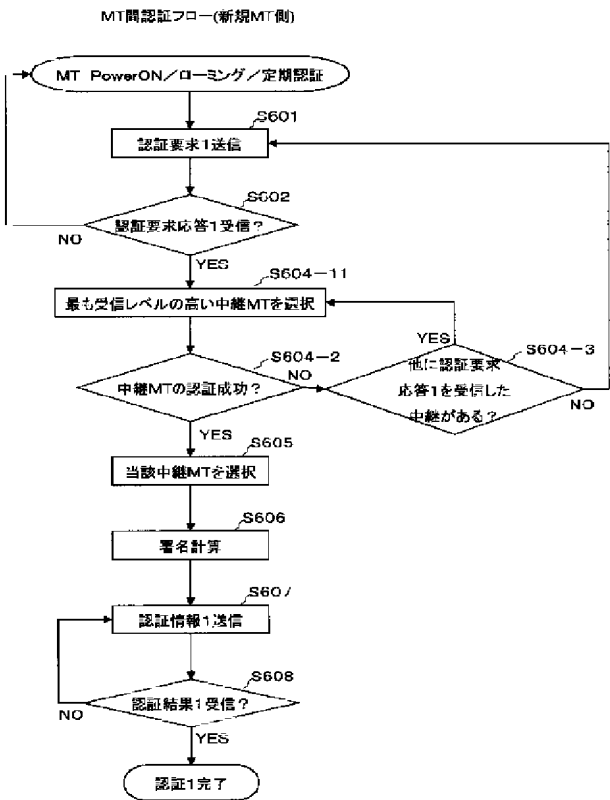 MT間認証フロー(新規MT側)
MT PowerON／ローミング／定期認証
S601
認証要求1送信
S602
認証要求応答1受信？
NO
YES
S604-11
最も受信レベルの高い中継MTを選択
S604-2
中継MTの認証成功？
NO
YES
YES
S604-3
他に認証要求
応答1を受信した
中継がある？
NO
S605
当該中継MTを選択
S606
署名計算
S607
認証情報1送信
S608
認証結果1受信？
NO
YES
認証1完了